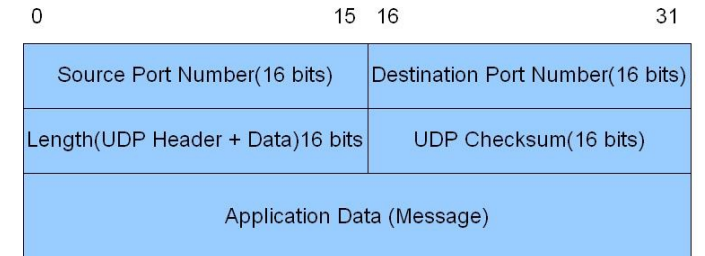 0 15 16 31
Source Port Number(16 bits) Destination Port Number(16 bits)
Length(UDP Header + Data)16 bits UDP Checksum(16 bits)
Application Data (Message)